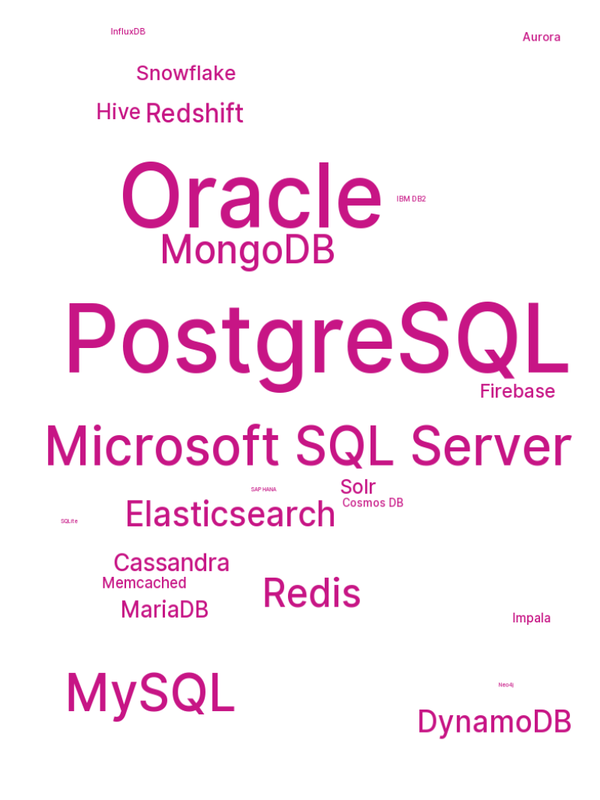 InfluxDB
Aurora
Snowflake
Hive Redshift
Oracle
IBM DB2
MongoDB
PostgreSQL
Firebase
Microsoft SQL Server
Solr
SAP HANA
Cosmos DB
Elasticsearch
SQLite
Cassandra
Memcached
Redis
MariaDB
Impala
Neo4j
MySQL
DynamoDB